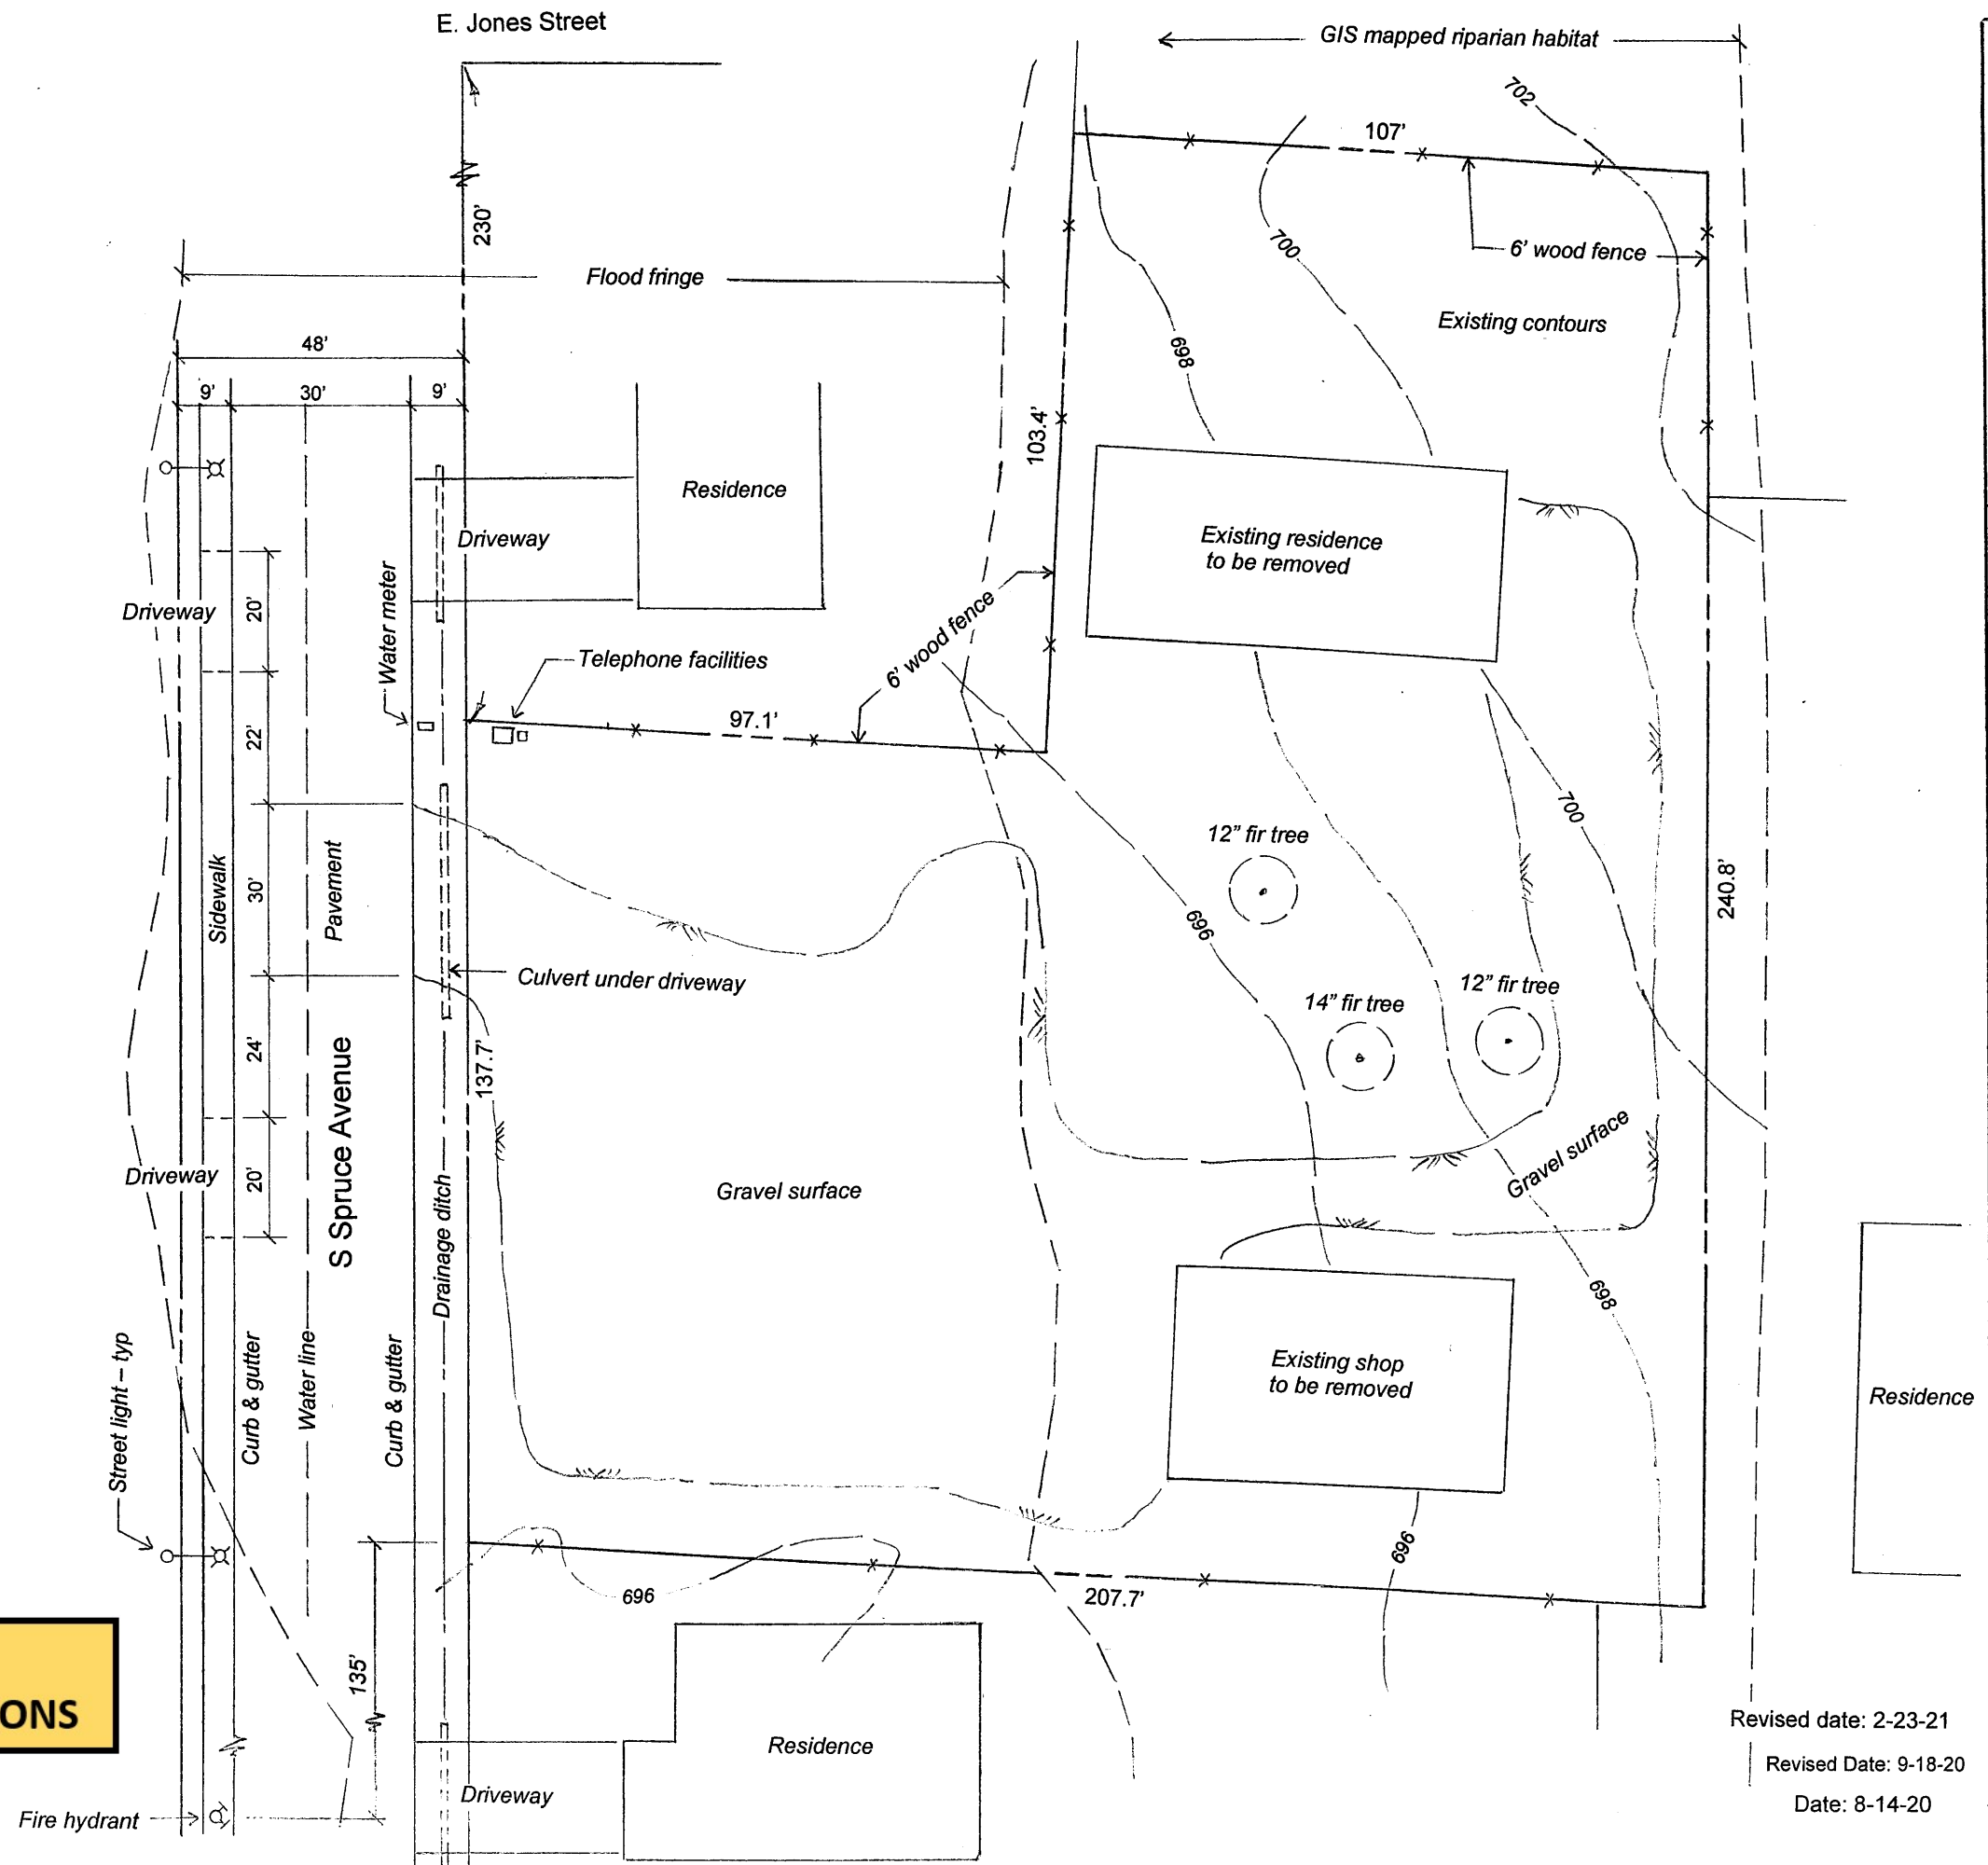 E. Jones Street
GIS mapped riparian habitat
702
107'
230'
700
6' wood fence
Flood fringe
Existing contours
48'
698
9'
30'
9'
103.4'
Residence
Existing residence
to be removed
Driveway
Water meter
20'
Driveway
6' wood fence
Telephone facilities
97.1'
22'
700
12" fir tree
Sidewalk
30'
Pavement
240.8'
696
Culvert under driveway
12" fir tree
14" fir tree
24'
137.7'
S Spruce Avenue
Gravel surface
Driveway
20'
Gravel surface
Drainage ditch
698
Street light – typ
Curb & gutter
Water line
Curb & gutter
Existing shop
to be removed
Residence
696
696
207.7'
135'
ONS
Residence
Revised date: 2-23-21
Revised Date: 9-18-20
Driveway
Date: 8-14-20
Fire hydrant